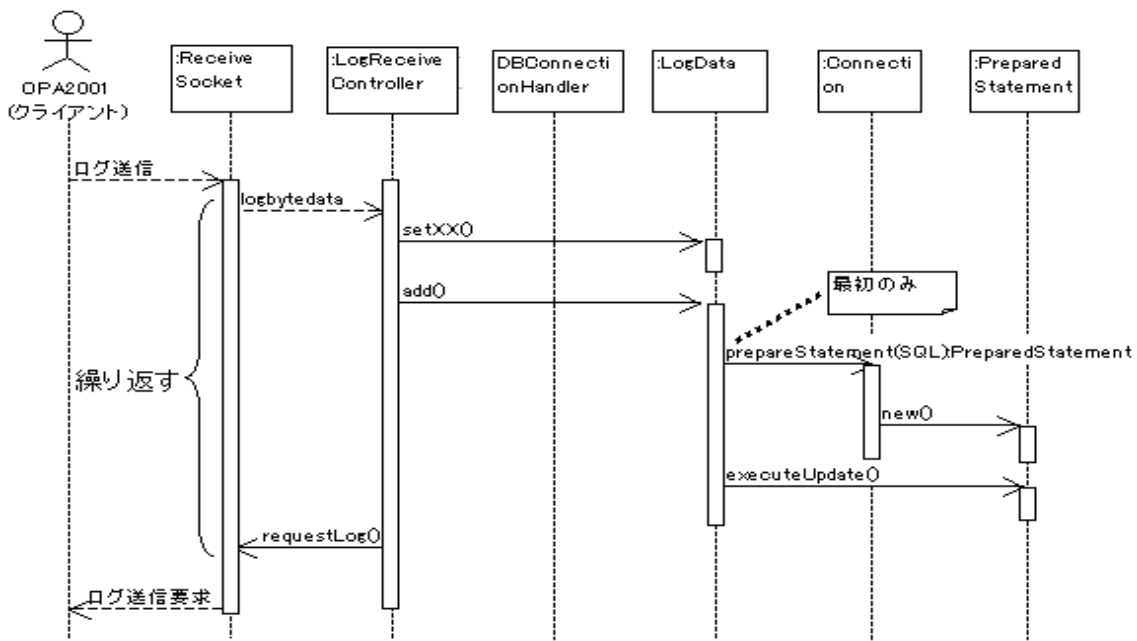 OPA2001
(クライアント)
:Receive
Socket
:LogReceive
Controller
DBConnecti
onHandler
:LogData
:Connecti
on
:Prepared
Statement
ログ送信
logbytedata
setXX()
add()
最初のみ
prepareStatement(SQL):PreparedStatement
繰り返す
new()
executeUpdate()
requestLog()
ログ送信要求